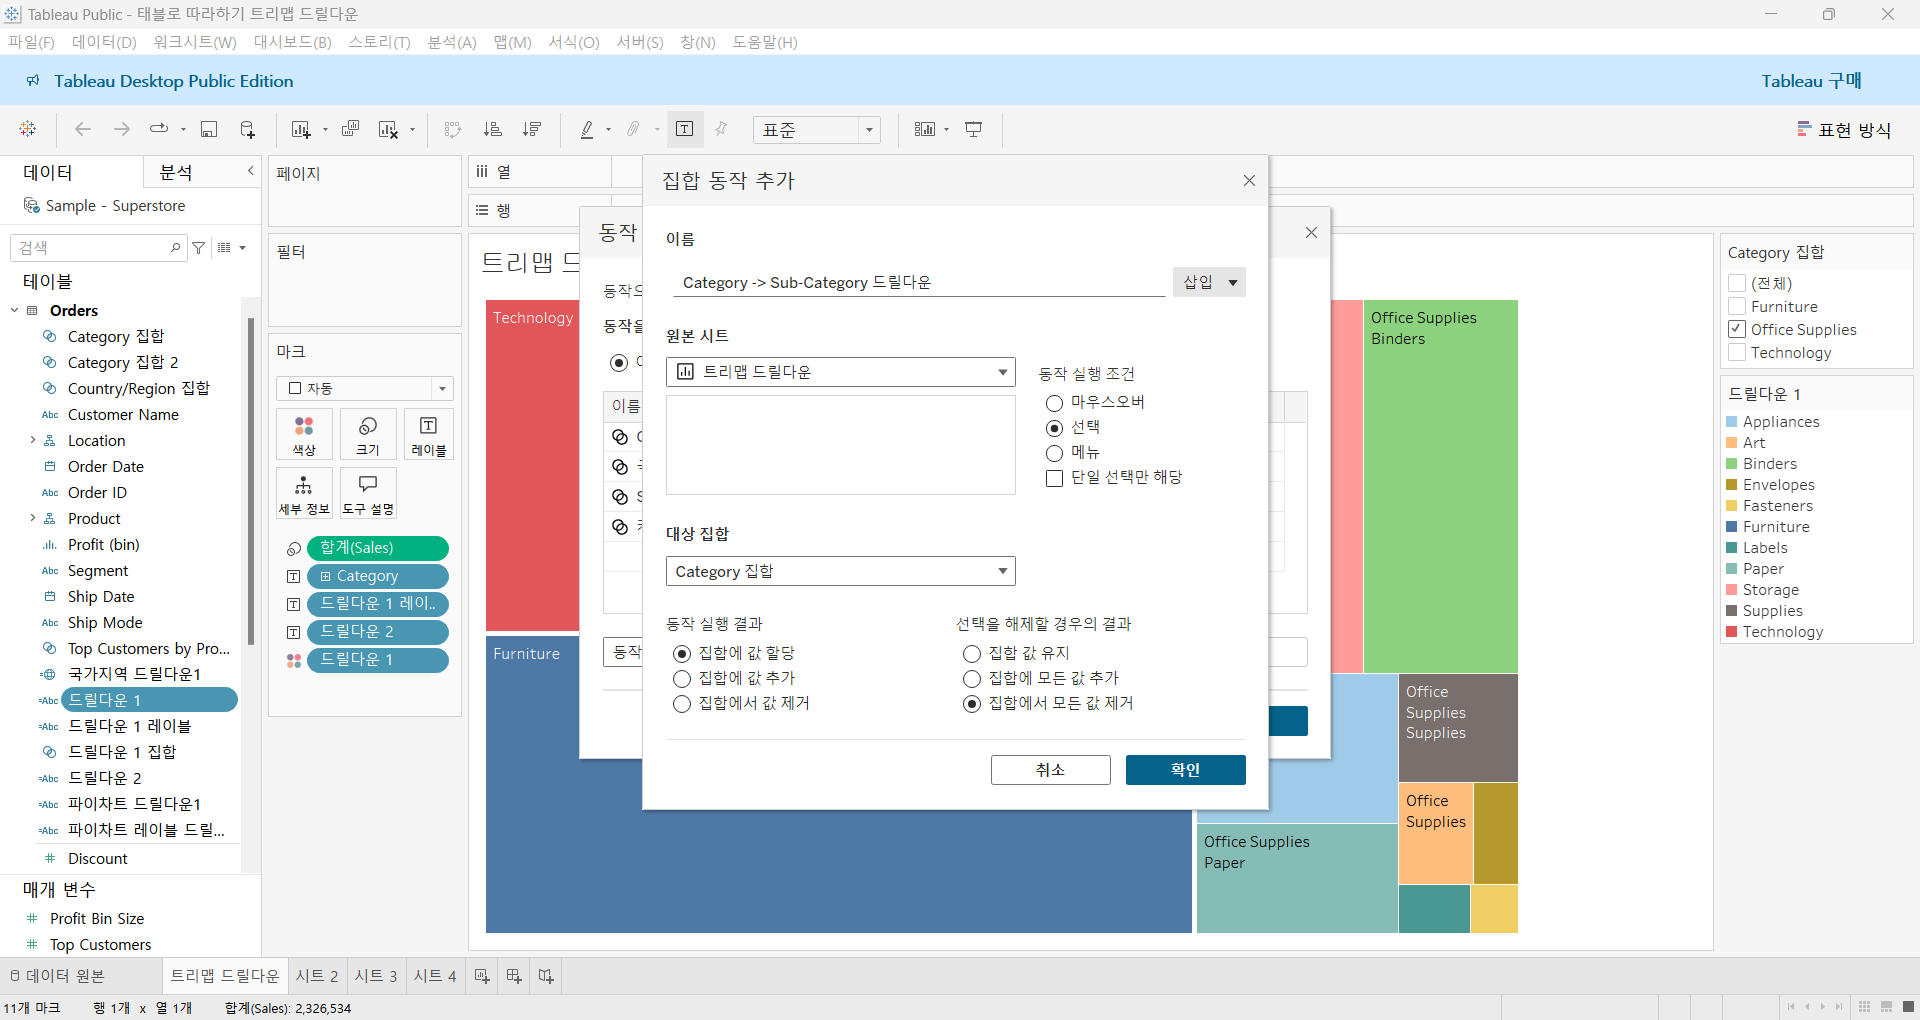 Tableau Public - 태블로 따라하기 트리맵 드릴다운
파일(F) 데이터(D) 워크시트(W) 대시보드(B) 스토리(T) 분석(A) 맵(M) 서식(O) 서버(S) 창(N) 도움말(H)
Tableau Desktop Public Edition
Tableau 구매
표준
표현 방식
데이터
분석
Sample - Superstore
검색
테이블
Orders
Category 집합
Category 집합 2
Country/Region 집합
Abc Customer Name
Location
Order Date
Abc Order ID
Product
Profit (bin)
Abc Segment
Ship Date
Abc Ship Mode
Top Customers by Pro...
국가지역 드릴다운1
=Abc 드릴다운 1
=Abc 드릴다운 1 레이블
드릴다운 1 집합
=Abc 드릴다운 2
=Abc 파이차트 드릴다운1
=Abc 파이차트 레이블 드릴...
# Discount
매개 변수
# Profit Bin Size
# Top Customers
페이지
필터
마크
자동
색상
크기
레이블
세부 정보
도구 설명
합계(Sales)
Category
드릴다운 1 레이..
드릴다운 2
드릴다운 1
열
행
트리맵 드
Technology
Furniture
동작
이름
동작
집합 동작 추가
이름
Category -> Sub-Category 드릴다운
삽입
원본 시트
트리맵 드릴다운
동작 실행 조건
마우스오버
선택
메뉴
단일 선택만 해당
대상 집합
Category 집합
동작 실행 결과
집합에 값 할당
집합에 값 추가
집합에서 값 제거
선택을 해제할 경우의 결과
집합 값 유지
집합에 모든 값 추가
집합에서 모든 값 제거
취소
확인
Office Supplies
Binders
Office
Supplies
Supplies
Office
Supplies
Office Supplies
Paper
Category 집합
(전체)
Furniture
Office Supplies
Technology
드릴다운 1
Appliances
Art
Binders
Envelopes
Fasteners
Furniture
Labels
Paper
Storage
Supplies
Technology
데이터 원본
트리맵 드릴다운
시트 2
시트 3
시트 4
11개 마크
행 1개 x 열 1개
합계(Sales): 2,326,534